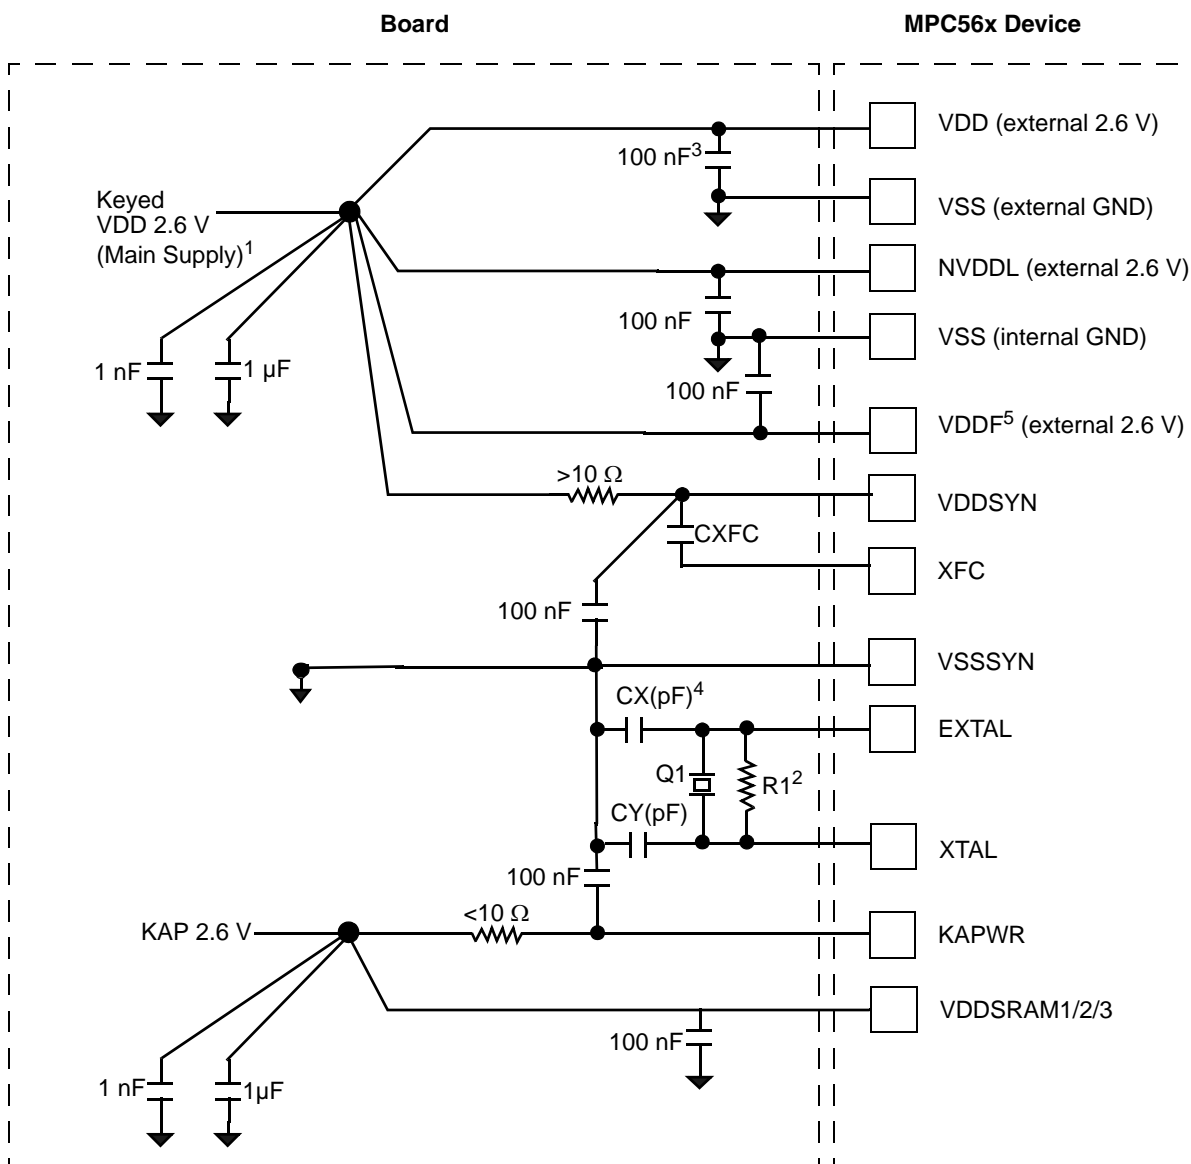 Board
MPC56x Device
VDD (external 2.6 V)
100 nF3
Keyed
VDD 2.6 V
(Main Supply)1
VSS (external GND)
NVDDL (external 2.6 V)
100 nF
VSS (internal GND)
1 nF
1 µF
100 nF
VDDF5 (external 2.6 V)
>10 Ω
VDDSYN
CXFC
XFC
100 nF
VSSSYN
CX(pF)4
EXTAL
Q1
R12
CY(pF)
XTAL
100 nF
<10 Ω
KAP 2.6 V
KAPWR
VDDSRAM1/2/3
100 nF
1 nF
1µF